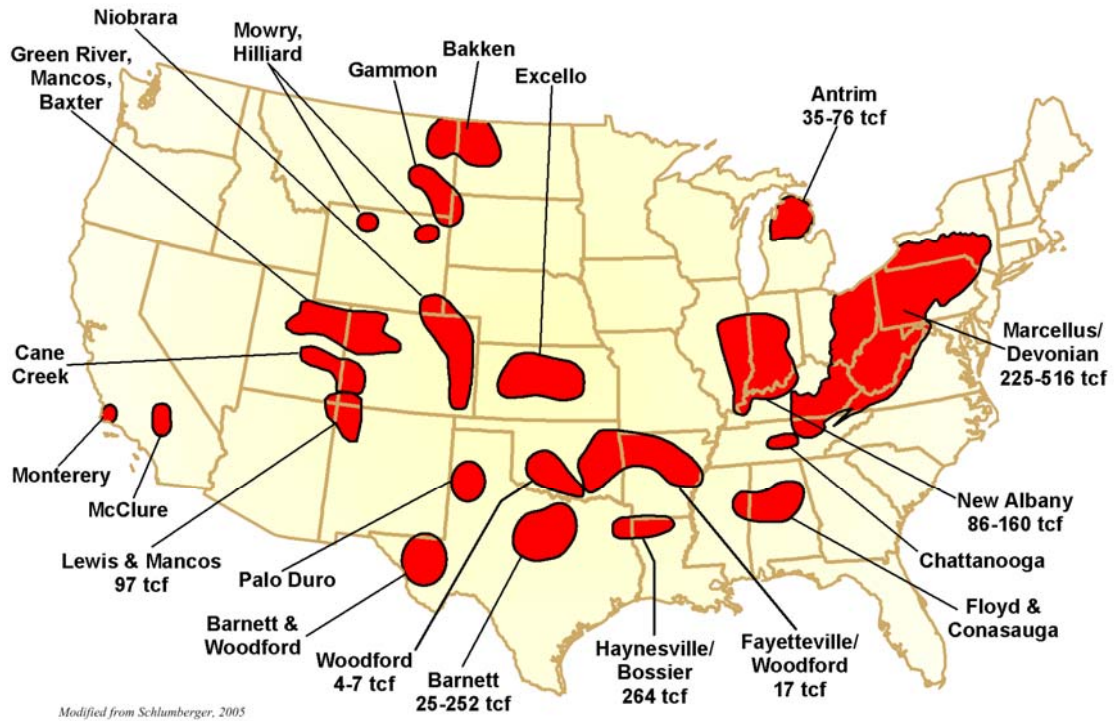 Niobrara
Green River,
Mancos,
Baxter
Mowry,
Hilliard
Gammon
Bakken
Excello
Antrim
35-76 tcf
Marcellus/
Devonian
225-516 tcf
Cane
Creek
Monterery
McClure
Lewis & Mancos
97 tcf
Palo Duro
Barnett &
Woodford
Woodford
4-7 tcf
Barnett
25-252 tcf
Haynesville/
Bossier
264 tcf
Fayetteville/
Woodford
17 tcf
New Albany
86-160 tcf
Chattanooga
Floyd &
Conasauga
Modified from Schlumberger, 2005